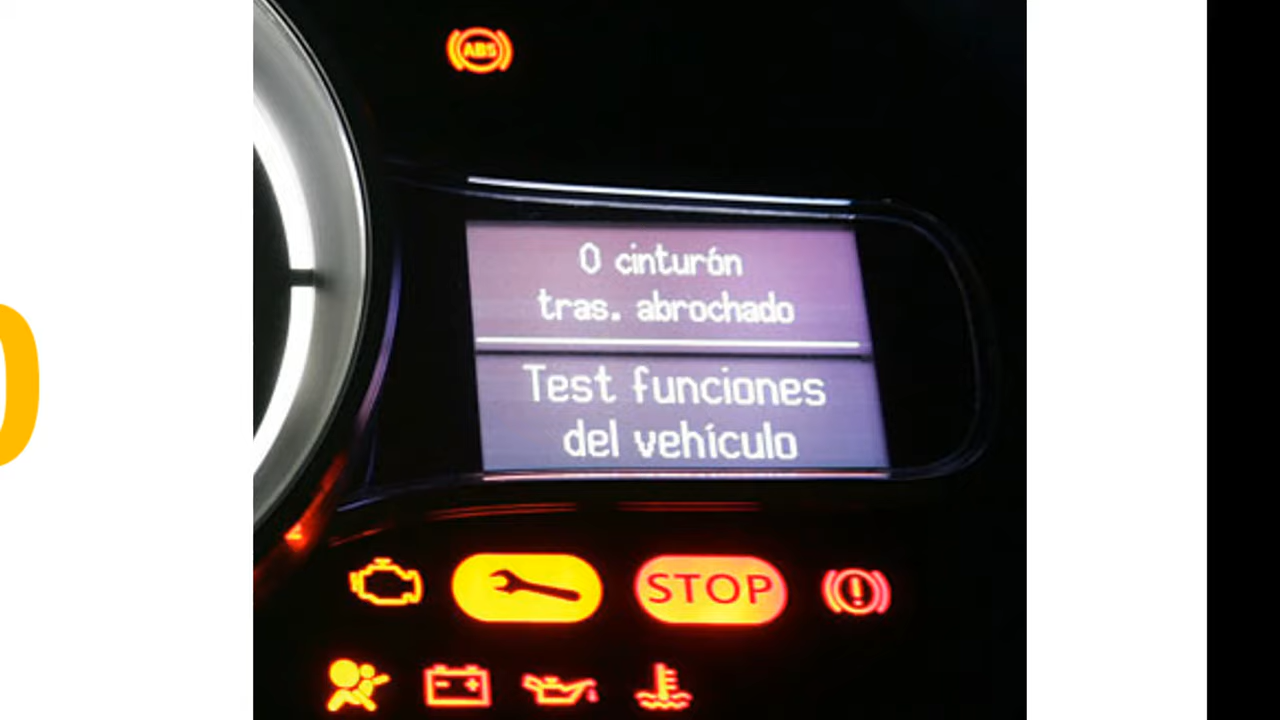 ABS
0 cinturón
tras. abrochado
Test funciones
del vehículo
STOP